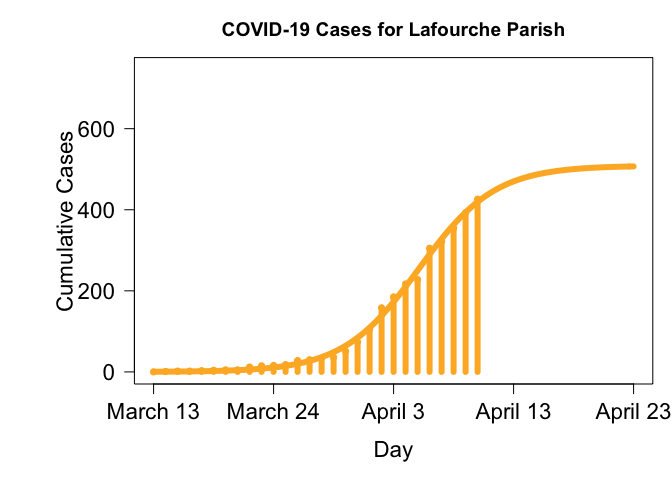 COVID-19 Cases for Lafourche Parish
Cumulative Cases
600
400
200
0
March 13 March 24 April 3 April 13 April 23
Day